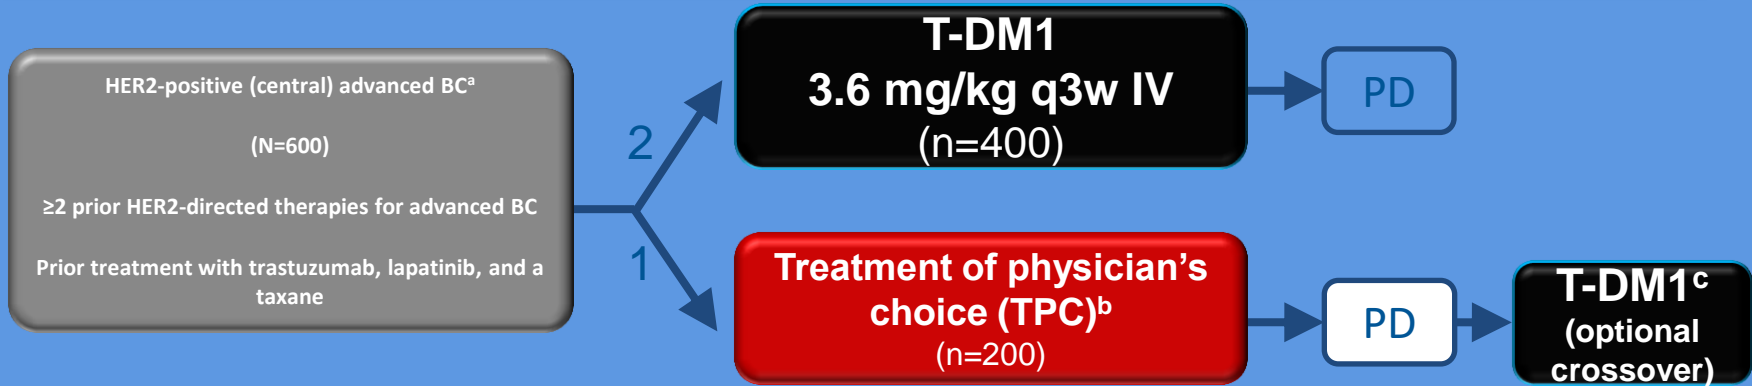 HER2-positive (central) advanced BCᵃ
(N=600)
≥2 prior HER2-directed therapies for advanced BC
Prior treatment with trastuzumab, lapatinib, and a
taxane
2
1
T-DM1
3.6 mg/kg q3w IV
(n=400)
PD
Treatment of physician’s
choice (TPC)ᵇ
(n=200)
PD
T-DM1ᶜ
(optional
crossover)